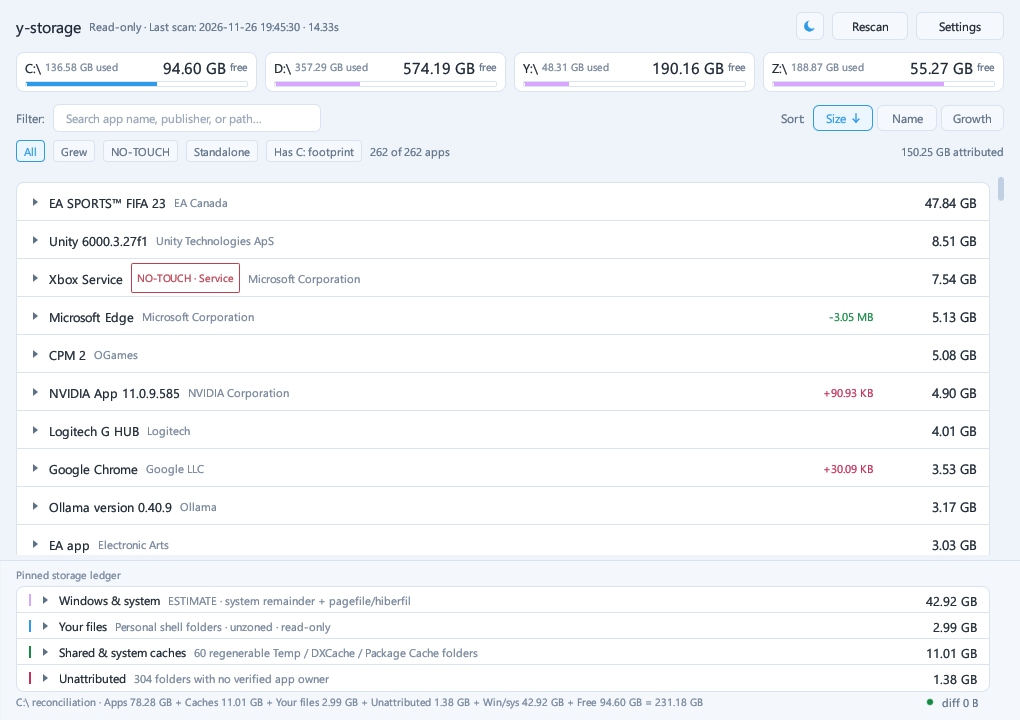 y-storage Read-only · Last scan: 2026-11-26 19:45:30 · 14.33s Rescan Settings
C:\ 136.58 GB used 94.60 GB free D:\ 357.29 GB used 574.19 GB free Y:\ 48.31 GB used 190.16 GB free Z:\ 188.87 GB used 55.27 GB free
Filter: Search app name, publisher, or path... Sort: Size ↓ Name Growth
All Grew NO-TOUCH Standalone Has C: footprint 262 of 262 apps 150.25 GB attributed
EA SPORTS™ FIFA 23 EA Canada 47.84 GB
Unity 6000.3.27f1 Unity Technologies ApS 8.51 GB
Xbox Service NO-TOUCH · Service Microsoft Corporation 7.54 GB
Microsoft Edge Microsoft Corporation -3.05 MB 5.13 GB
CPM 2 OGames 5.08 GB
NVIDIA App 11.0.9.585 NVIDIA Corporation +90.93 KB 4.90 GB
Logitech G HUB Logitech 4.01 GB
Google Chrome Google LLC +30.09 KB 3.53 GB
Ollama version 0.40.9 Ollama 3.17 GB
EA app Electronic Arts 3.03 GB
Pinned storage ledger
Windows & system ESTIMATE · system remainder + pagefile/hiberfil 42.92 GB
Your files Personal shell folders · unzoned · read-only 2.99 GB
Shared & system caches 60 regenerable Temp / DXCache / Package Cache folders 11.01 GB
Unattributed 304 folders with no verified app owner 1.38 GB
C:\ reconciliation · Apps 78.28 GB + Caches 11.01 GB + Your files 2.99 GB + Unattributed 1.38 GB + Win/sys 42.92 GB + Free 94.60 GB = 231.18 GB diff 0 B